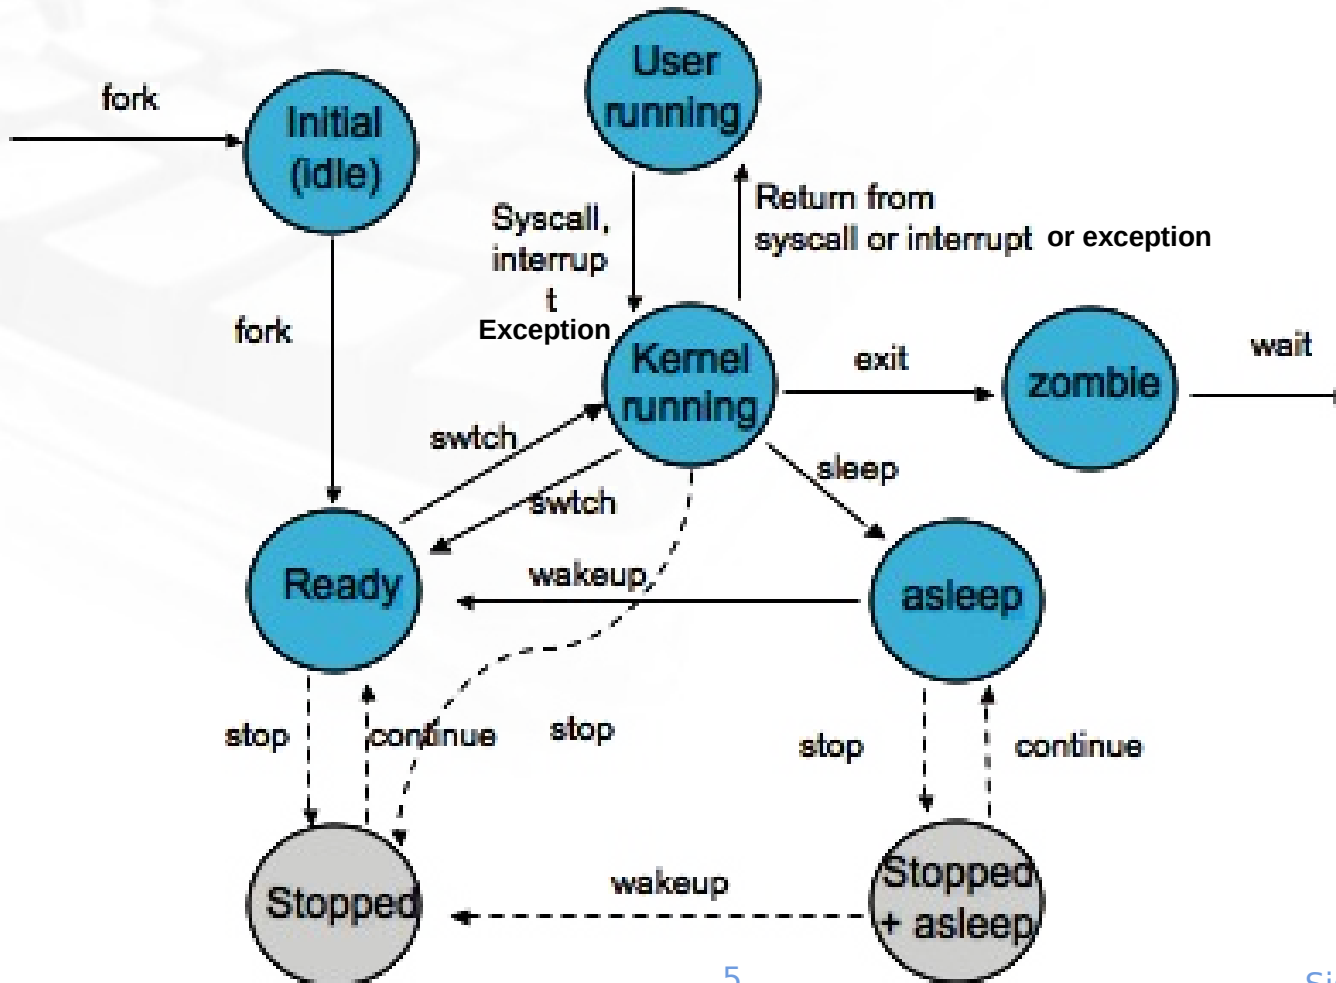 User
running
fork
Initial
(idle)
Syscall,
interrup
t
Exception
Return from
syscall or interrupt or exception
fork
Kernel
running
exit
zombie
wait
swtch
swtch
sleep
Ready
wakeup
asleep
stop
continue
stop
stop
continue
Stopped
wakeup
Stopped
+ asleep
5